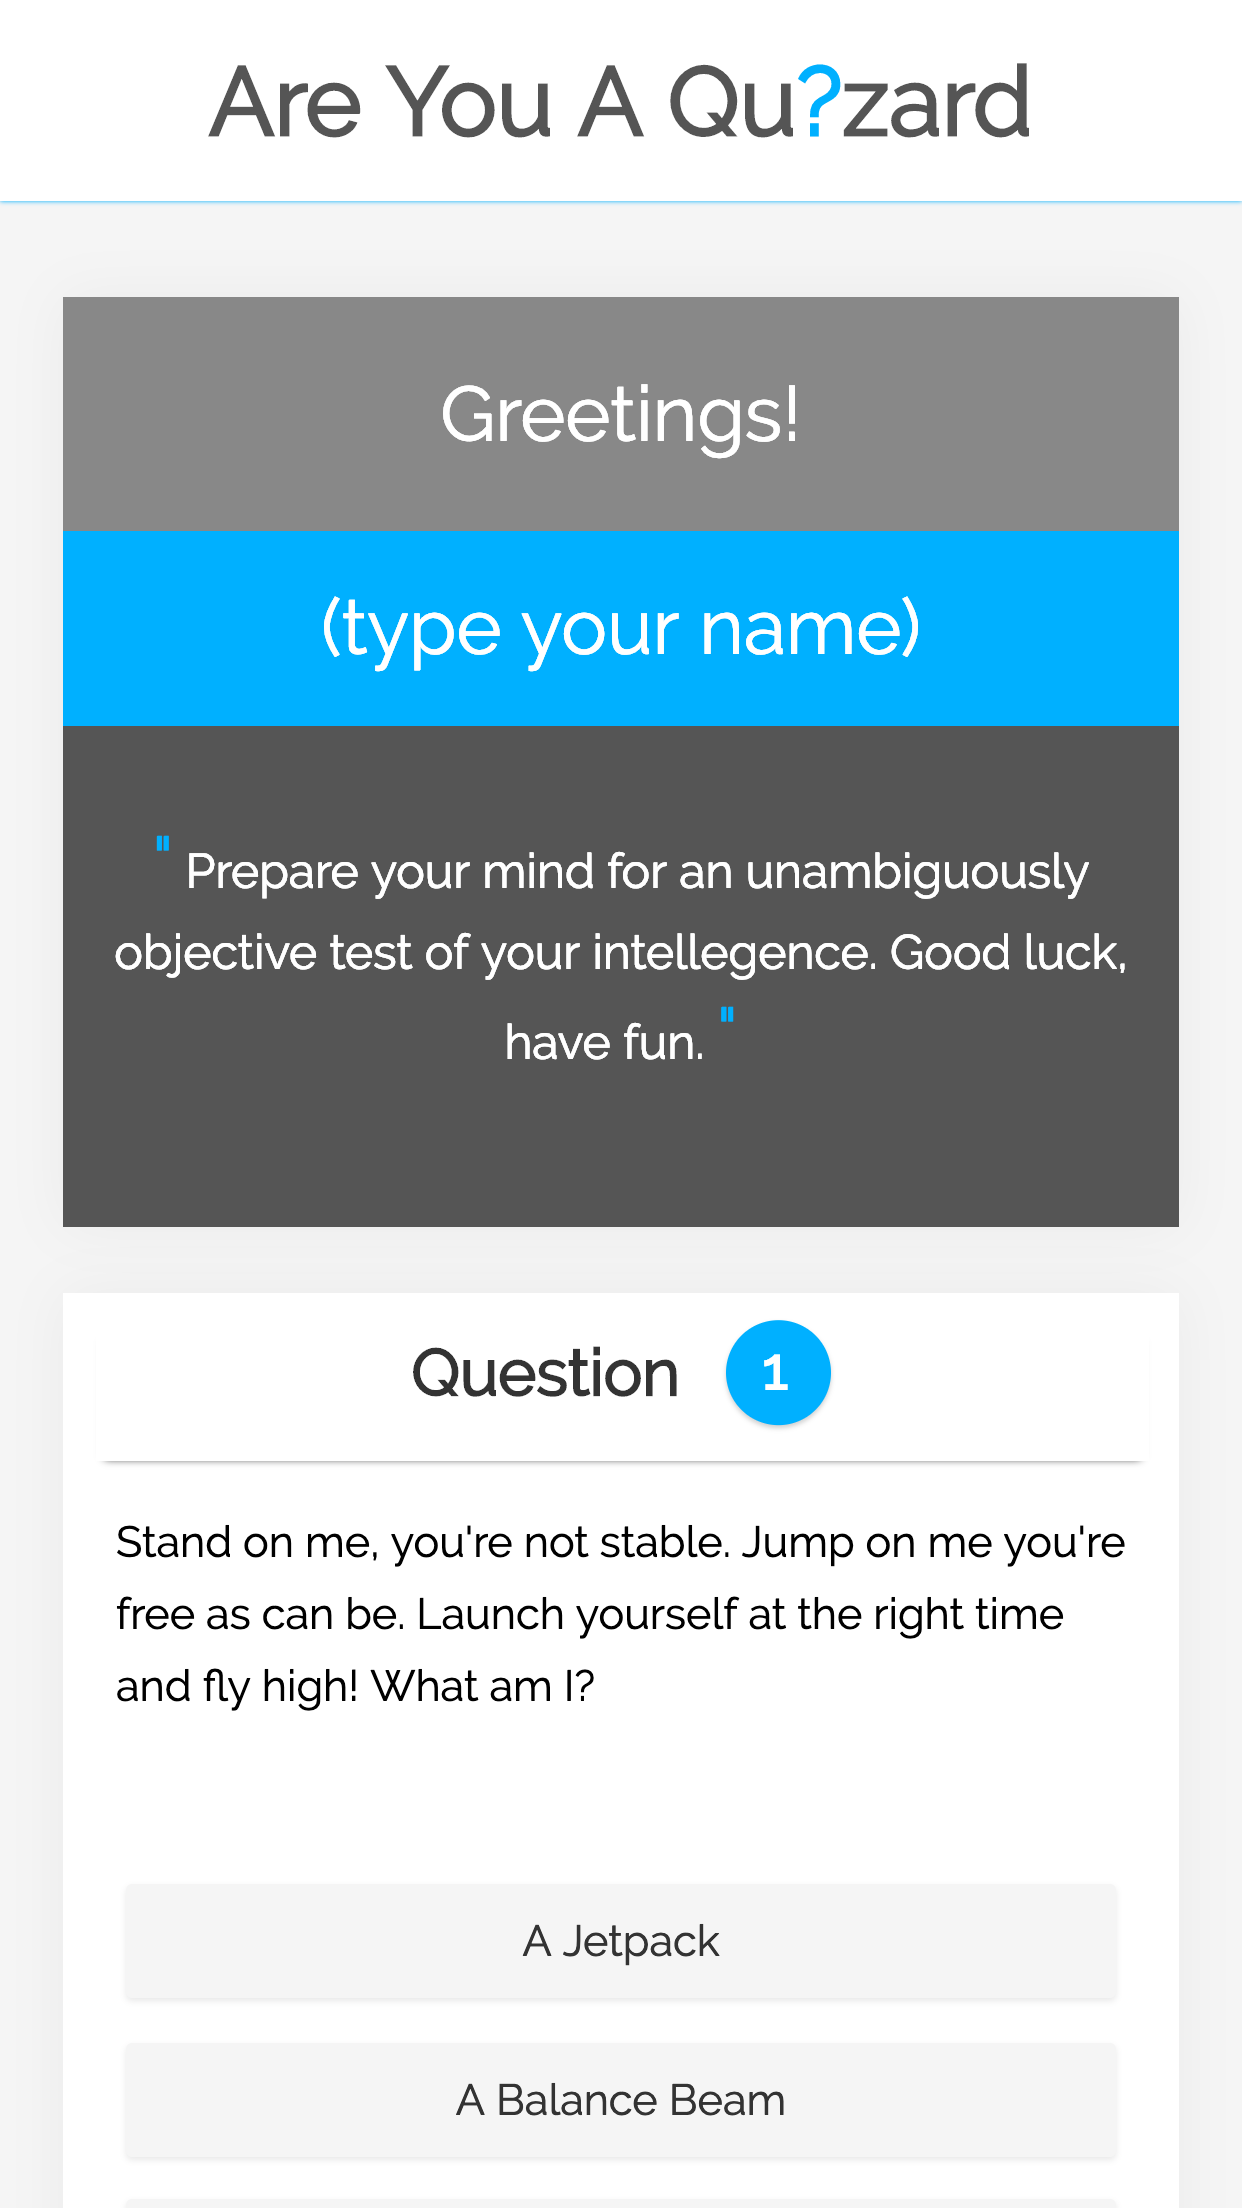 Are You A Qu?zard
Greetings!
(type your name)
" Prepare your mind for an unambiguously
objective test of your intellegence. Good luck,
have fun. "
Question 1
Stand on me, you're not stable. Jump on me you're
free as can be. Launch yourself at the right time
and fly high! What am I?
A Jetpack
A Balance Beam